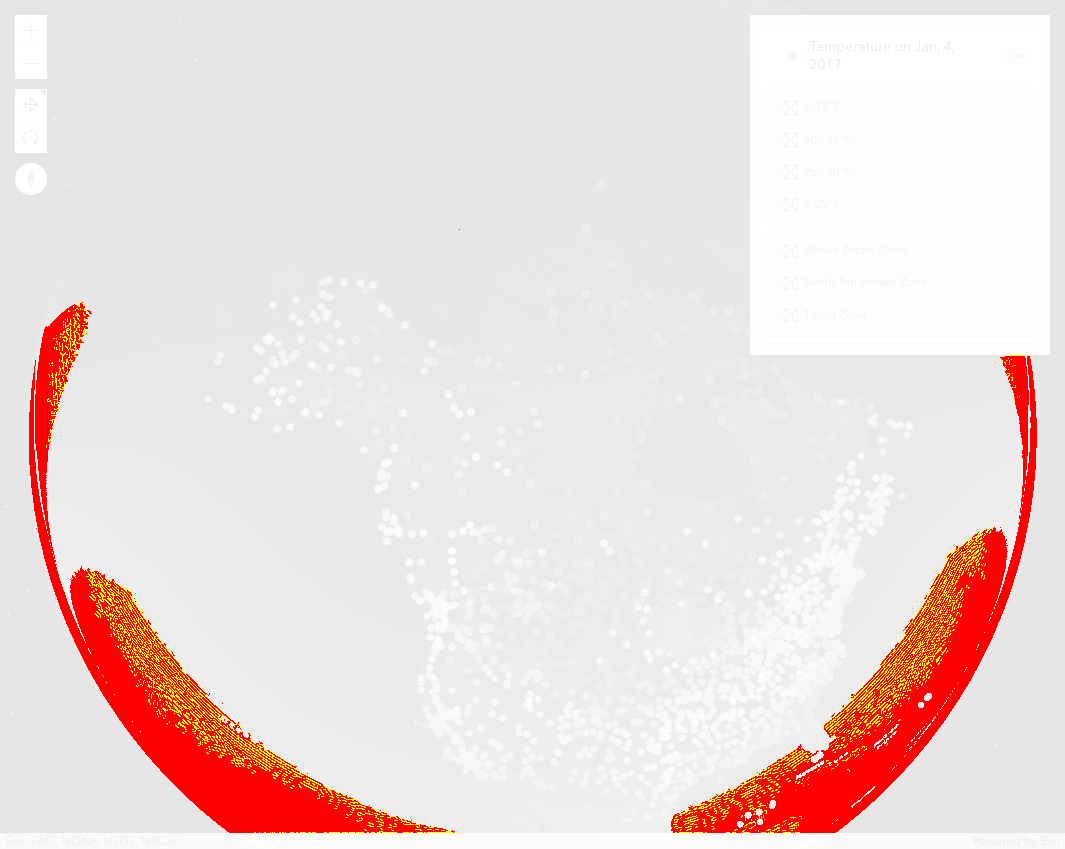 Temperature on Jan, 4,
2017
> 75°F
50°-75°F
25°-50°F
< 25°F
Above Arctic Circle
North Temperate Zone
Torrid Zone
Esri, FAO, NOAA, USGS, NRCan
Powered by Esri